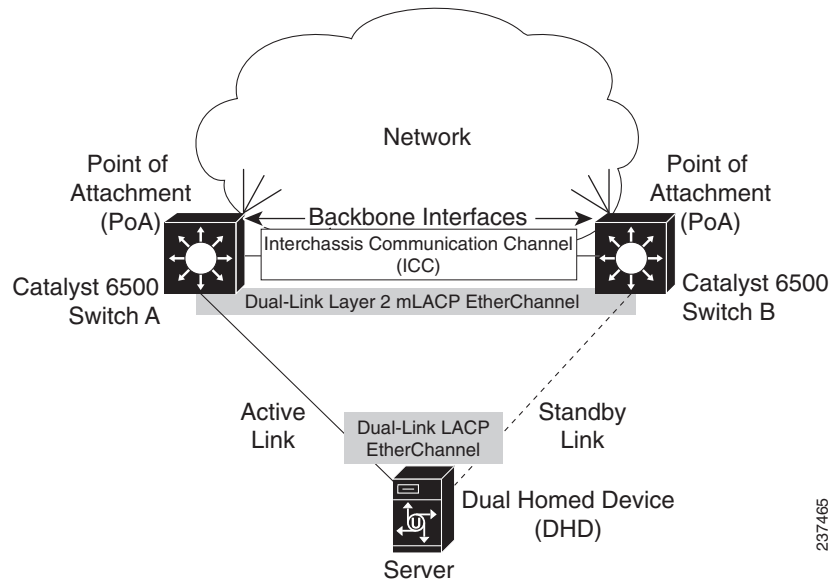 Network
Point of
Attachment
(PoA)
Point of
Attachment
(PoA)
Backbone Interfaces
Interchassis Communication Channel
(ICC)
Catalyst 6500
Switch A
Catalyst 6500
Switch B
Dual-Link Layer 2 mLACP EtherChannel
Active
Link
Standby
Link
Dual-Link LACP
EtherChannel
U
Dual Homed Device
(DHD)
Server
237465